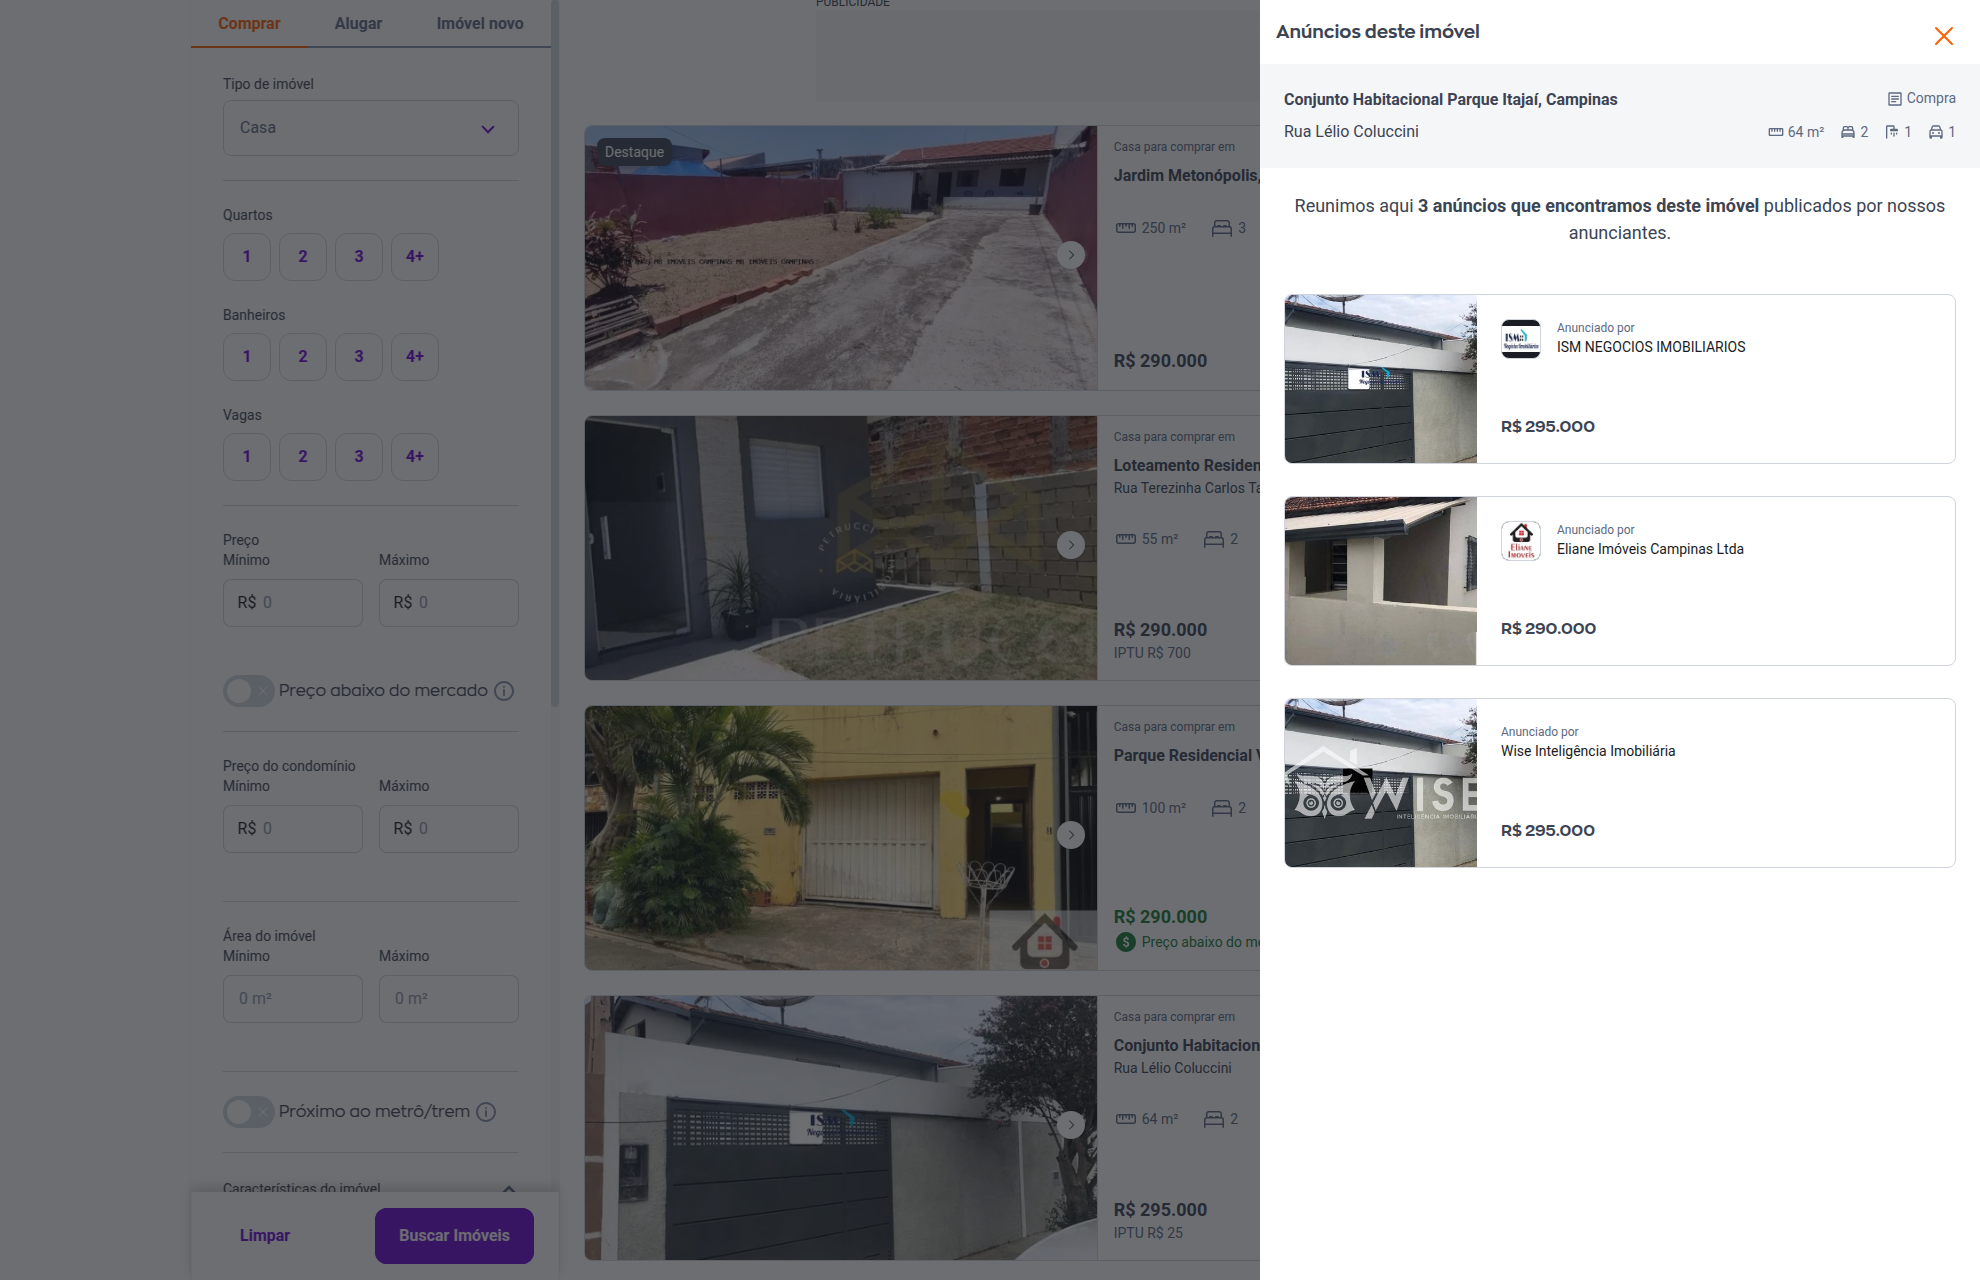 Comprar
Alugar
Imóvel novo
Tipo de imóvel
Casa
Quartos
1
2
3
4+
Banheiros
1
2
3
4+
Vagas
1
2
3
4+
Preço
Mínimo
Máximo
R$ 0
R$ 0
Preço abaixo do mercado
Preço do condomínio
Mínimo
Máximo
R$ 0
R$ 0
Área do imóvel
Mínimo
Máximo
0 m²
0 m²
Próximo ao metrô/trem
Características do imóvel
Limpar
Buscar Imóveis
PUBLICIDADE
Destaque
Casa para comprar em
Jardim Metonópolis,
250 m²
3
R$ 290.000
PETRUCCI
Casa para comprar em
Loteamento Residen
Rua Terezinha Carlos Ta
55 m²
2
R$ 290.000
IPTU R$ 700
Casa para comprar em
Parque Residencial V
100 m²
2
R$ 290.000
Preço abaixo do me
ISM
Casa para comprar em
Conjunto Habitacion
Rua Lélio Coluccini
64 m²
2
R$ 295.000
IPTU R$ 25
Anúncios deste imóvel
Conjunto Habitacional Parque Itajaí, Campinas
Compra
Rua Lélio Coluccini
64 m²
2
1
1
Reunimos aqui 3 anúncios que encontramos deste imóvel publicados por nossos
anunciantes.
ISM
Anunciado por
ISM NEGOCIOS IMOBILIARIOS
R$ 295.000
ELIANE
IMOVEIS
Anunciado por
Eliane Imóveis Campinas Ltda
R$ 290.000
WISE
Anunciado por
Wise Inteligência Imobiliária
R$ 295.000